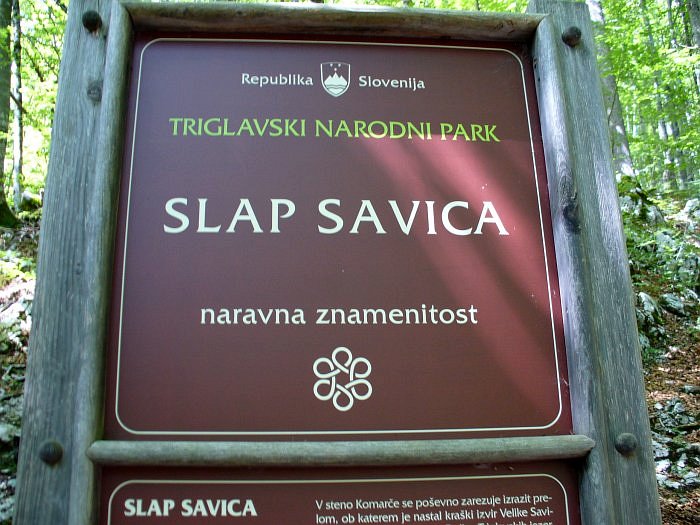 Republika Slovenija
TRIGLAVSKI NARODNI PARK
SLAP SAVICA
naravna znamenitost
SLAP SAVICA
V steno Komarče se poševno zarezuje izrazit pre-
lom, ob katerem je nastal kraški izvir Velike Savi-